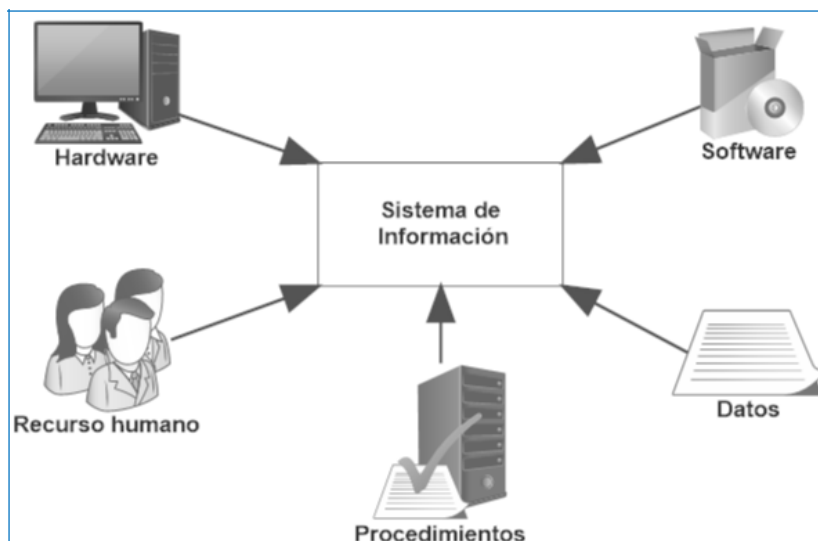 Hardware
Software
Sistema de
Información
Recurso humano
Datos
Procedimientos